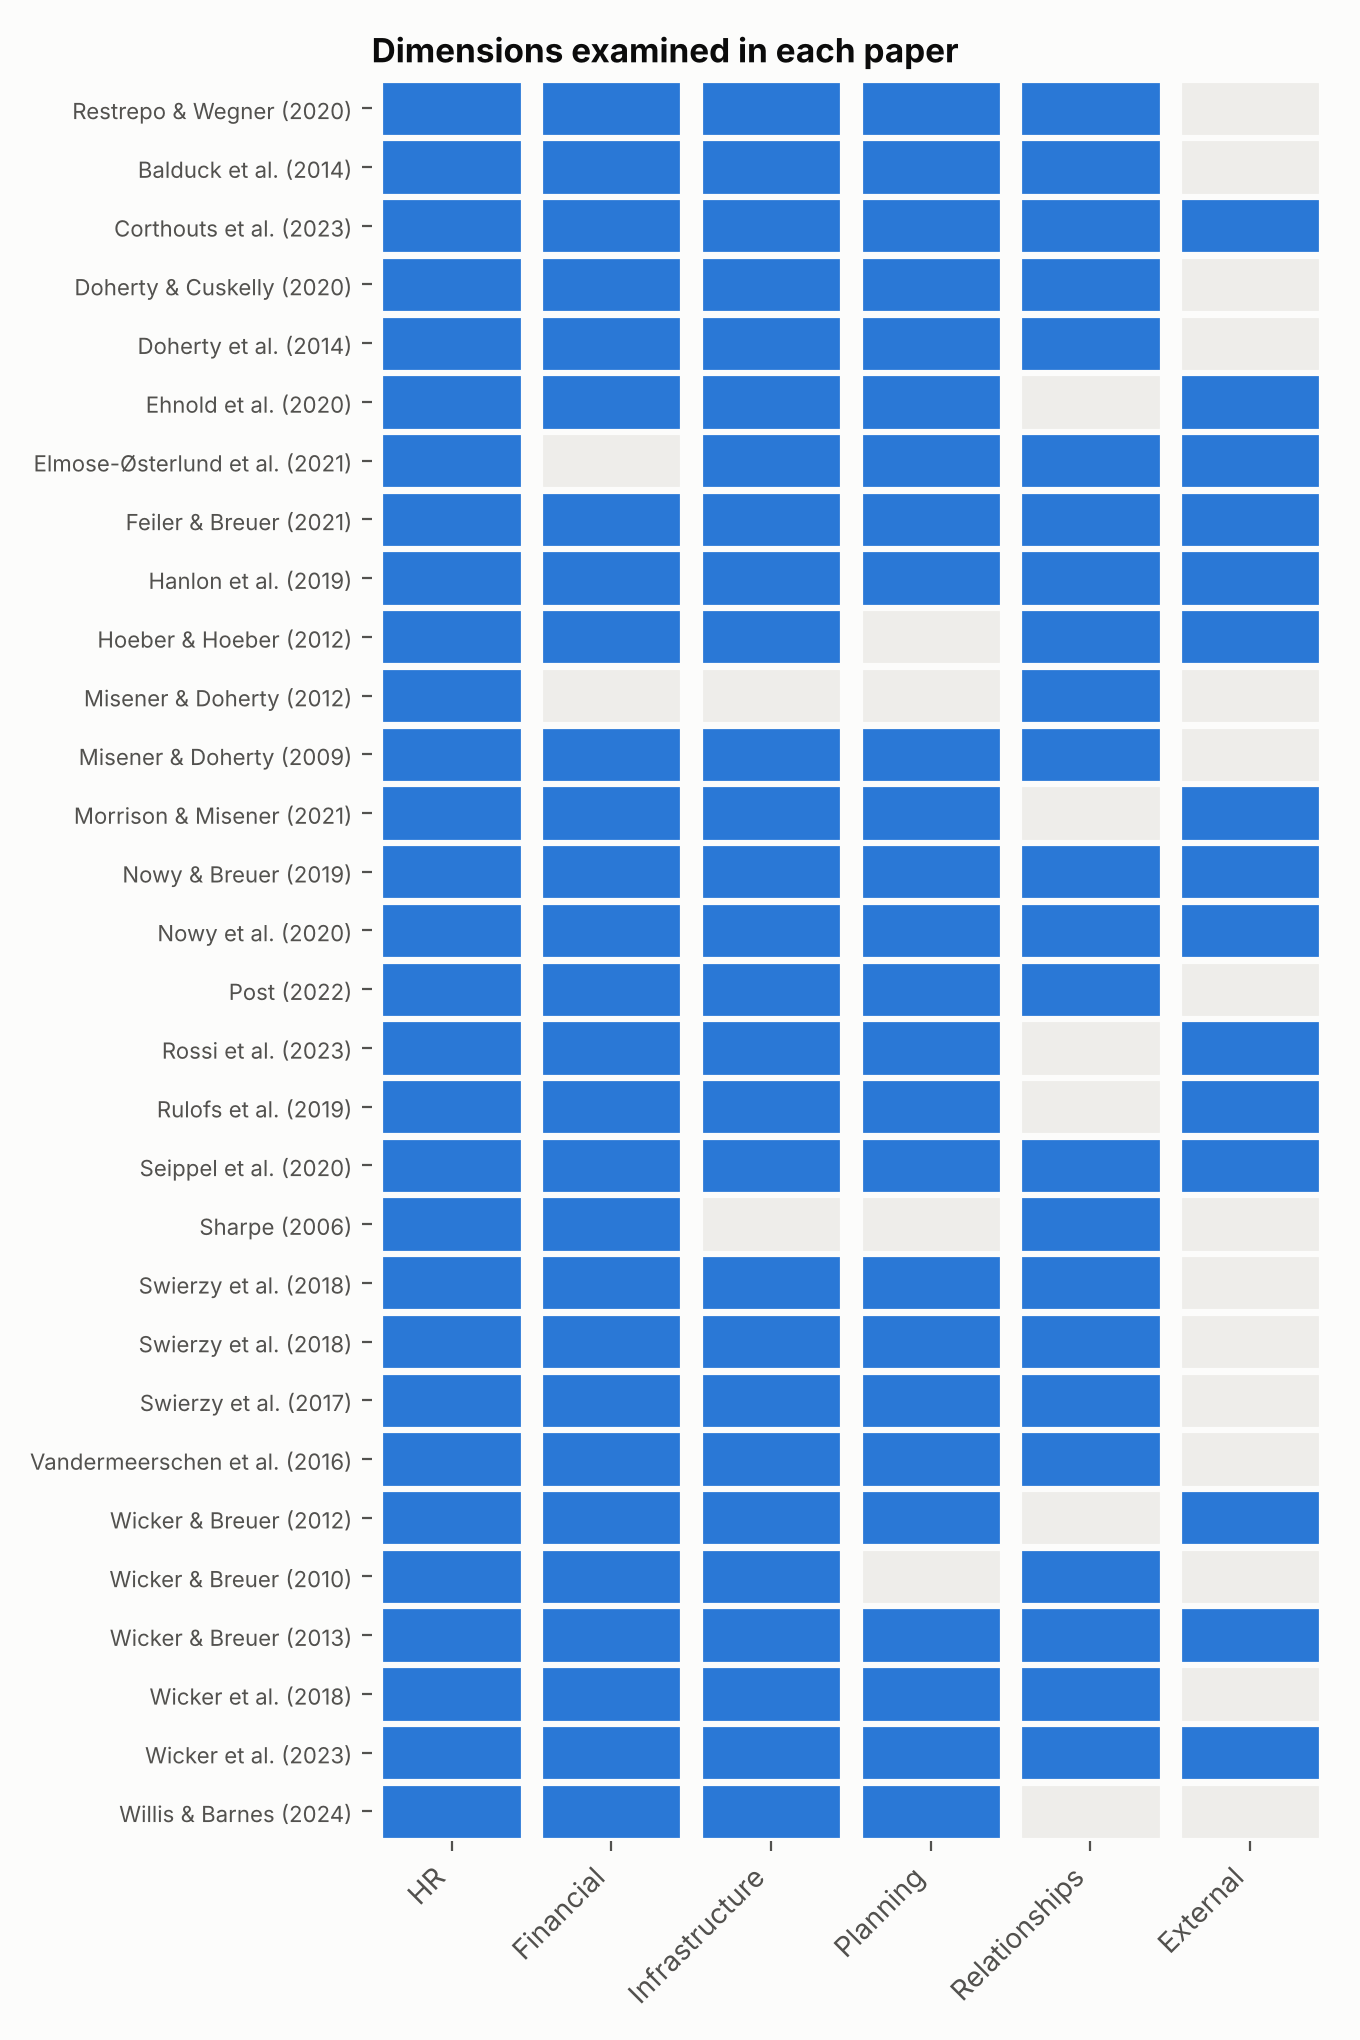 Dimensions examined in each paper
Restrepo & Wegner (2020)
Balduck et al. (2014)
Corthouts et al. (2023)
Doherty & Cuskelly (2020)
Doherty et al. (2014)
Ehnold et al. (2020)
Elmose-Østerlund et al. (2021)
Feiler & Breuer (2021)
Hanlon et al. (2019)
Hoeber & Hoeber (2012)
Misener & Doherty (2012)
Misener & Doherty (2009)
Morrison & Misener (2021)
Nowy & Breuer (2019)
Nowy et al. (2020)
Post (2022)
Rossi et al. (2023)
Rulofs et al. (2019)
Seippel et al. (2020)
Sharpe (2006)
Swierzy et al. (2018)
Swierzy et al. (2018)
Swierzy et al. (2017)
Vandermeerschen et al. (2016)
Wicker & Breuer (2012)
Wicker & Breuer (2010)
Wicker & Breuer (2013)
Wicker et al. (2018)
Wicker et al. (2023)
Willis & Barnes (2024)
HR
Financial
Infrastructure
Planning
Relationships
External